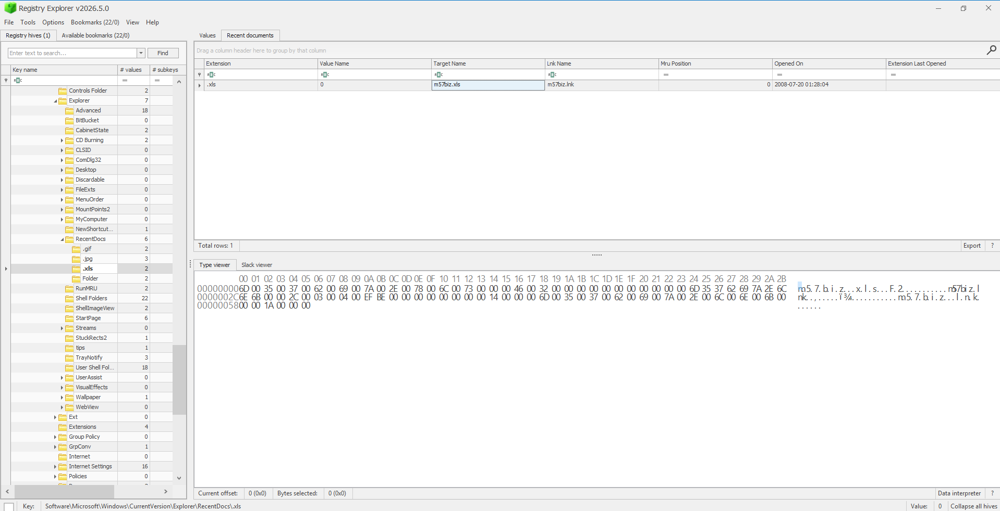 Registry Explorer v2026.5.0
File Tools Options Bookmarks (22/0) View Help
Registry hives (1) Available bookmarks (22/0)
Enter text to search... Find
Key name # values # subkeys
Controls Folder 2
Explorer 7
Advanced 18
BitBucket 0
CabinetState 2
CD Burning 2
CLSID 0
ComDlg32 0
Desktop 0
Discardable 0
FileExts 0
MenuOrder 0
MountPoints2 0
MyComputer 0
NewShortcut... 1
RecentDocs 6
.gif 2
.jpg 3
.xls 2
Folder 2
RunMRU 2
Shell Folders 22
ShellImageView 2
StartPage 6
Streams 0
StuckRects2 1
tips 1
TrayNotify 3
User Shell Fol... 18
UserAssist 0
VisualEffects 0
Wallpaper 1
WebView 0
Ext 0
Extensions 4
Group Policy 0
GrpConv 1
Internet 0
Internet Settings 16
Policies 0
Values Recent documents
Drag a column header here to group by that column
Extension Value Name Target Name Lnk Name Mru Position Opened On Extension Last Opened
.xls 0 m57biz.xls m57biz.lnk 0 2008-07-20 01:28:04
Total rows: 1 Export ?
Type viewer Slack viewer
00 01 02 03 04 05 06 07 08 09 0A 0B 0C 0D 0E 0F 10 11 12 13 14 15 16 17 18 19 1A 1B 1C 1D 1E 1F 20 21 22 23 24 25 26 27 28 29 2A 2B
00000000 6D 00 35 00 37 00 62 00 69 00 7A 00 2E 00 78 00 6C 00 73 00 00 00 46 00 32 00 00 00 00 00 00 00 00 00 00 00 6D 35 37 62 69 7A 2E 6C m.5.7.b.i.z...x.l.s...F.2...........m57biz.l
0000002C 6E 6B 00 00 2C 00 03 00 04 00 EF BE 00 00 00 00 00 00 00 00 14 00 00 00 6D 00 35 00 37 00 62 00 69 00 7A 00 2E 00 6C 00 6E 00 6B 00 nk..,.....ï¾............m.5.7.b.i.z...l.n.k.
00000058 00 00 1A 00 00 00 ......
Current offset: 0 (0x0) Bytes selected: 0 (0x0) Data interpreter ?
Key: Software\Microsoft\Windows\CurrentVersion\Explorer\RecentDocs\.xls Value: 0 Collapse all hives